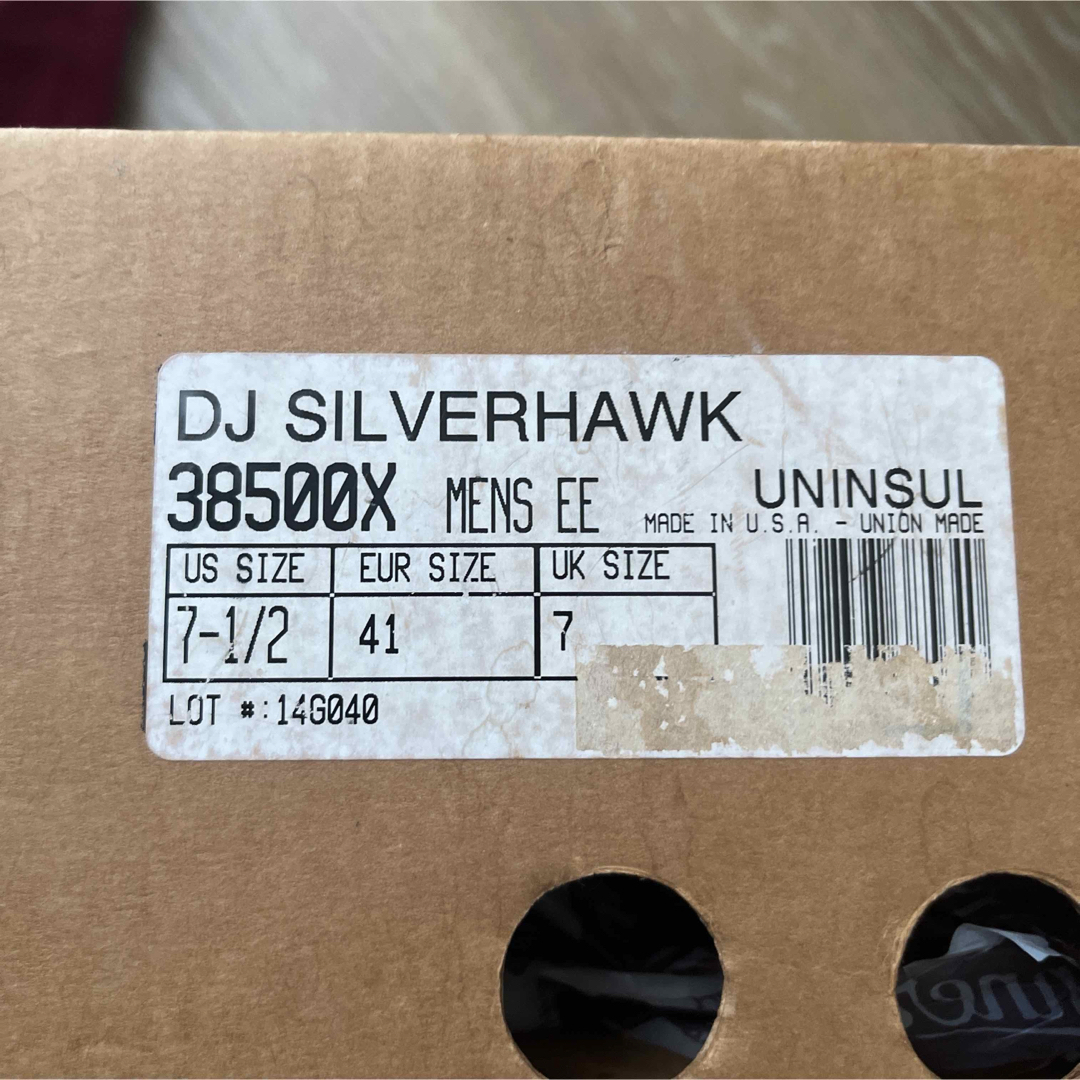 DJ SILVERHAWK
38500X MENS EE UNINSUL
MADE IN U.S.A. - UNION MADE
US SIZE EUR SIZE UK SIZE
7-1/2 41 7
LOT #: 14G040